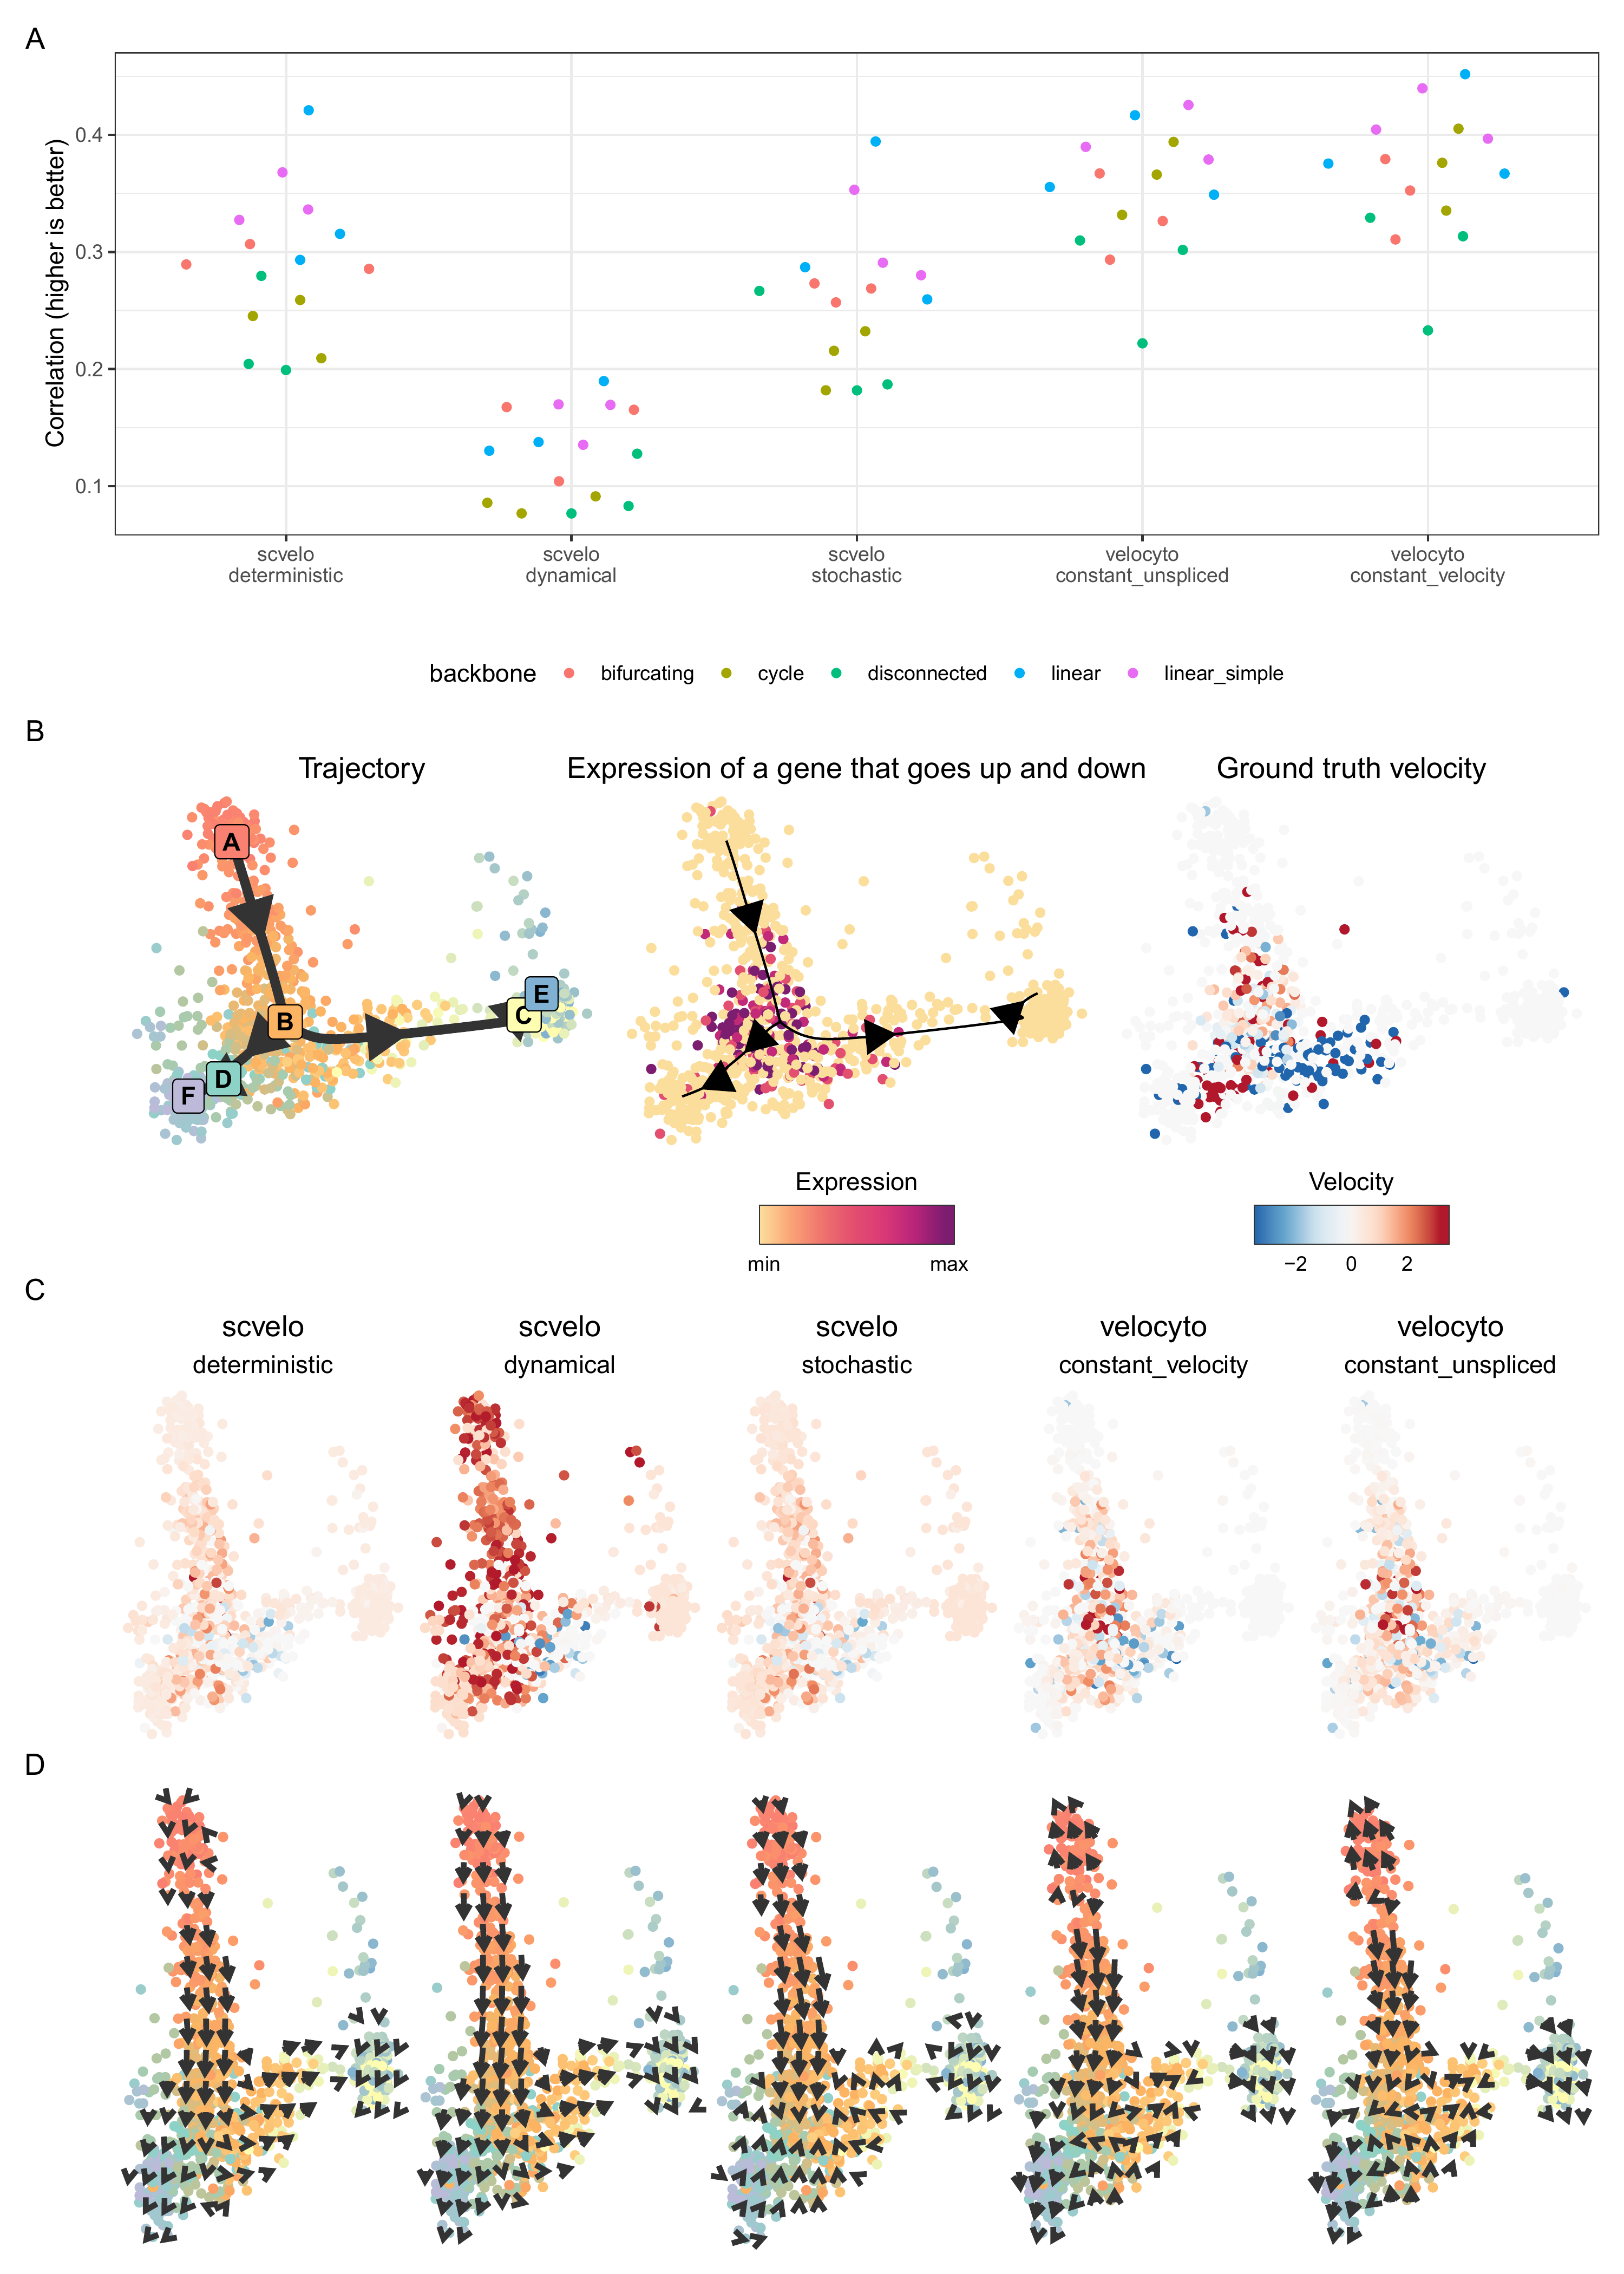 A
Correlation (higher is better)
0.4
0.3
0.2
0.1
scvelo
deterministic
scvelo
dynamical
scvelo
stochastic
velocyto
constant_unspliced
velocyto
constant_velocity
backbone bifurcating cycle disconnected linear linear_simple
B
Trajectory
Expression of a gene that goes up and down
Ground truth velocity
A
B
C
E
D
F
Expression
min max
Velocity
−2 0 2
C
scvelo
deterministic
scvelo
dynamical
scvelo
stochastic
velocyto
constant_velocity
velocyto
constant_unspliced
D